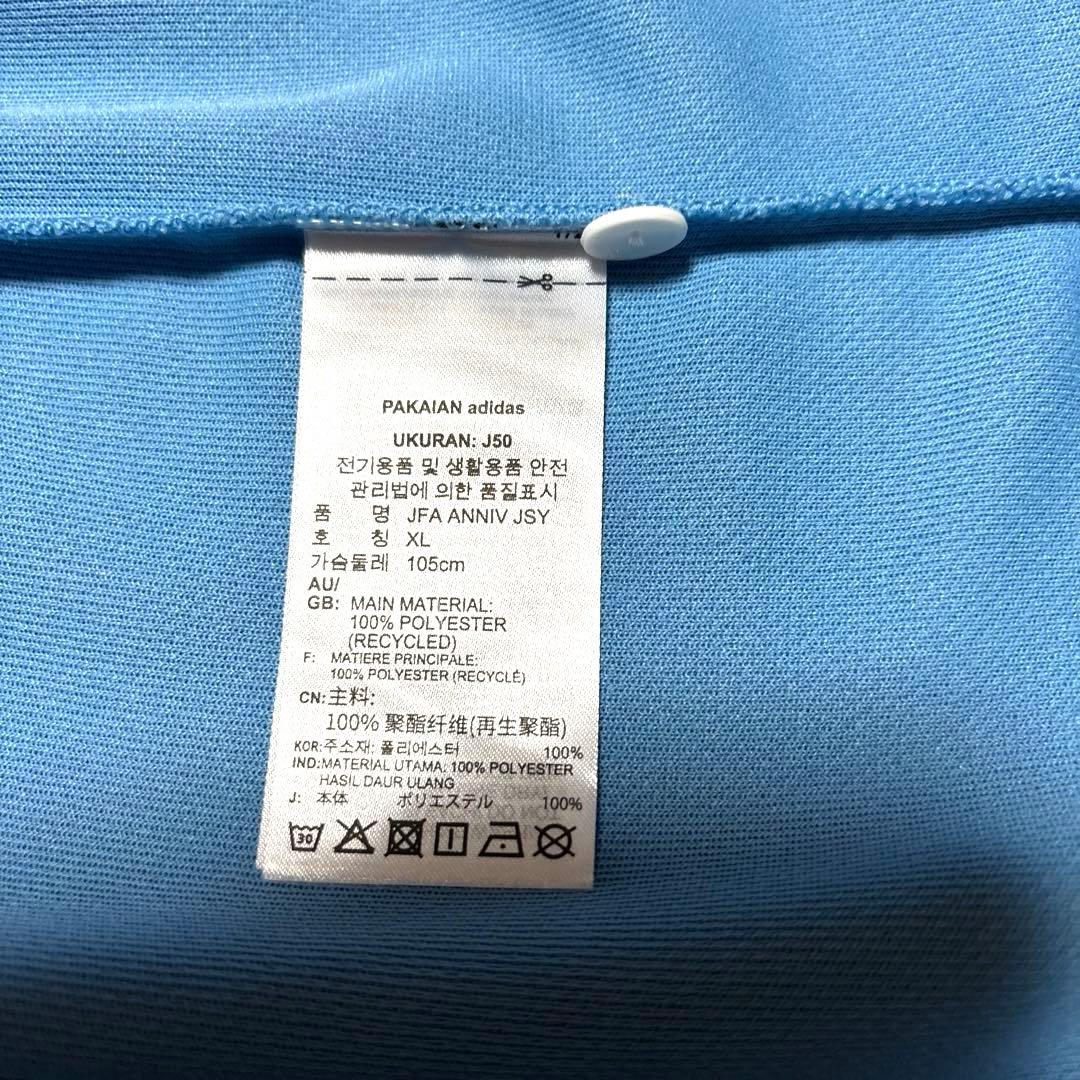 PAKAIAN adidas
UKURAN: J50
전기용품 및 생활용품 안전
관리법에 의한 품질표시
품 명 JFA ANNIV JSY
호 칭 XL
가슴둘레 105cm
AU/
GB: MAIN MATERIAL:
100% POLYESTER
(RECYCLED)
F: MATIERE PRINCIPALE:
100% POLYESTER (RECYCLÉ)
CN: 主料:
100% 聚酯纤维(再生聚酯)
KOR: 주소재: 폴리에스터 100%
IND: MATERIAL UTAMA: 100% POLYESTER
HASIL DAUR ULANG
J: 本体 ポリエステル 100%
30